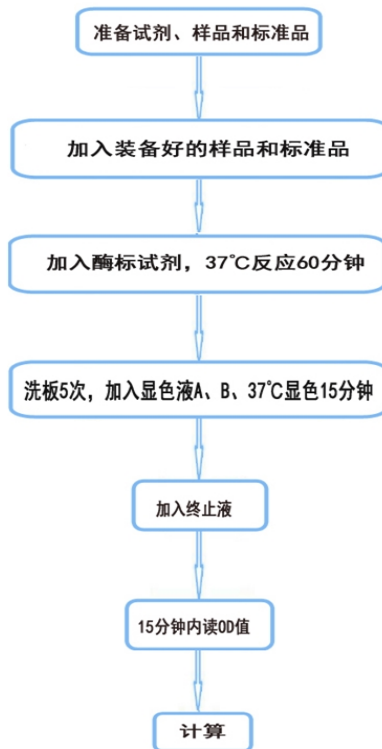 准备试剂、样品和标准品
加入装备好的样品和标准品
加入酶标试剂，37℃反应60分钟
洗板5次，加入显色液A、B、37℃显色15分钟
加入终止液
15分钟内读OD值
计算